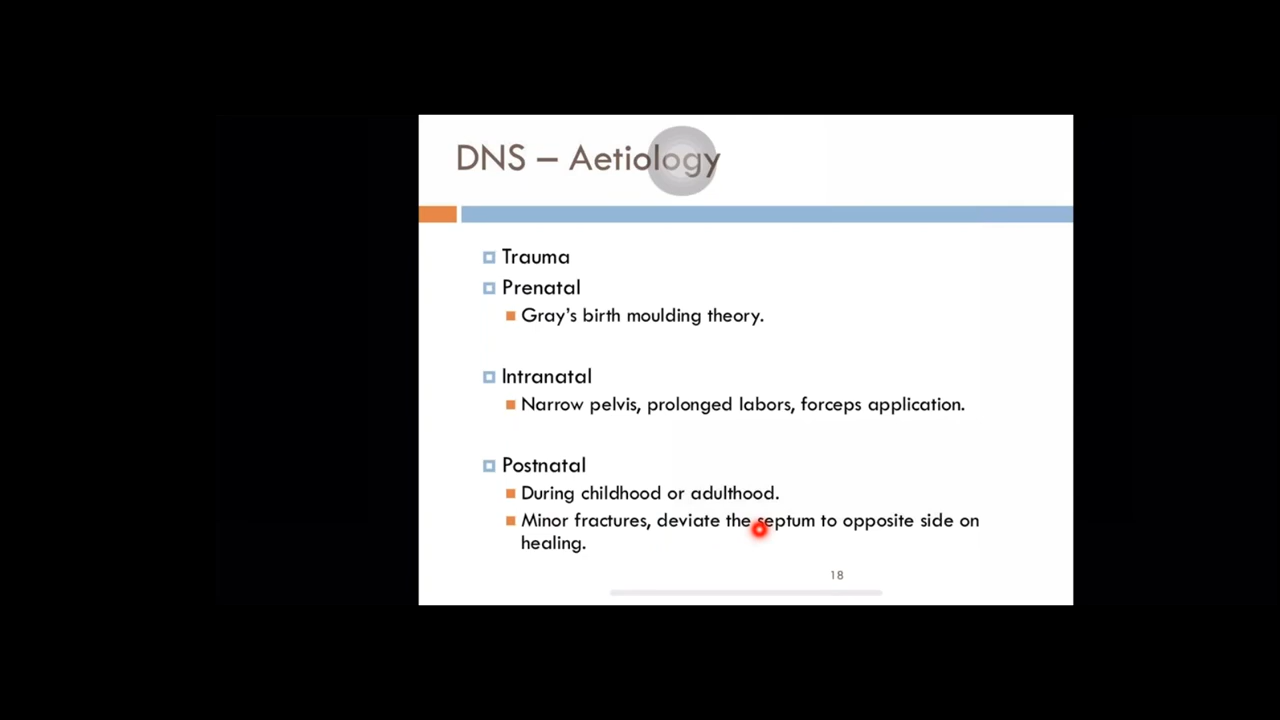 DNS – Aetiology
Trauma
Prenatal
Gray's birth moulding theory.
Intranatal
Narrow pelvis, prolonged labors, forceps application.
Postnatal
During childhood or adulthood.
Minor fractures, deviate the septum to opposite side on
healing.
18